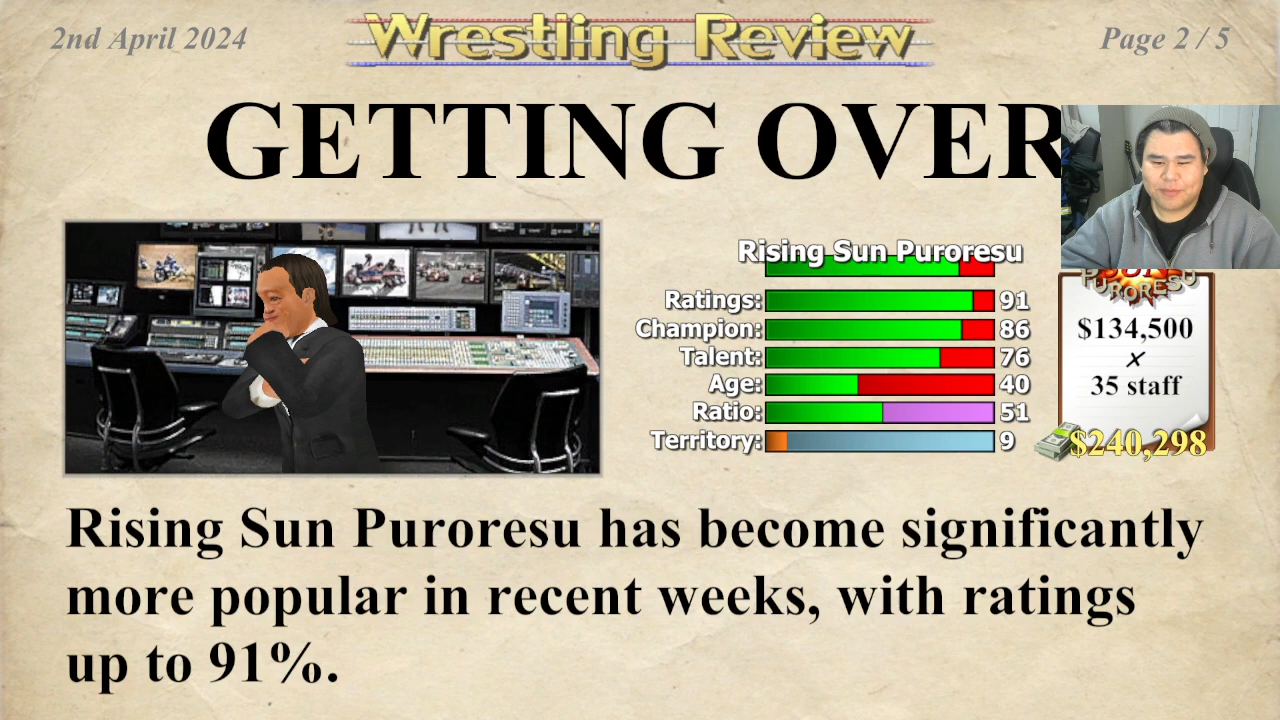 2nd April 2024
Wrestling Review
Page 2 / 5
GETTING OVER
Rising Sun Puroresu
Ratings: 91
Champion: 86
Talent: 76
Age: 40
Ratio: 51
Territory: 9
PURORESU
$134,500
×
35 staff
$240,298
Rising Sun Puroresu has become significantly
more popular in recent weeks, with ratings
up to 91%.